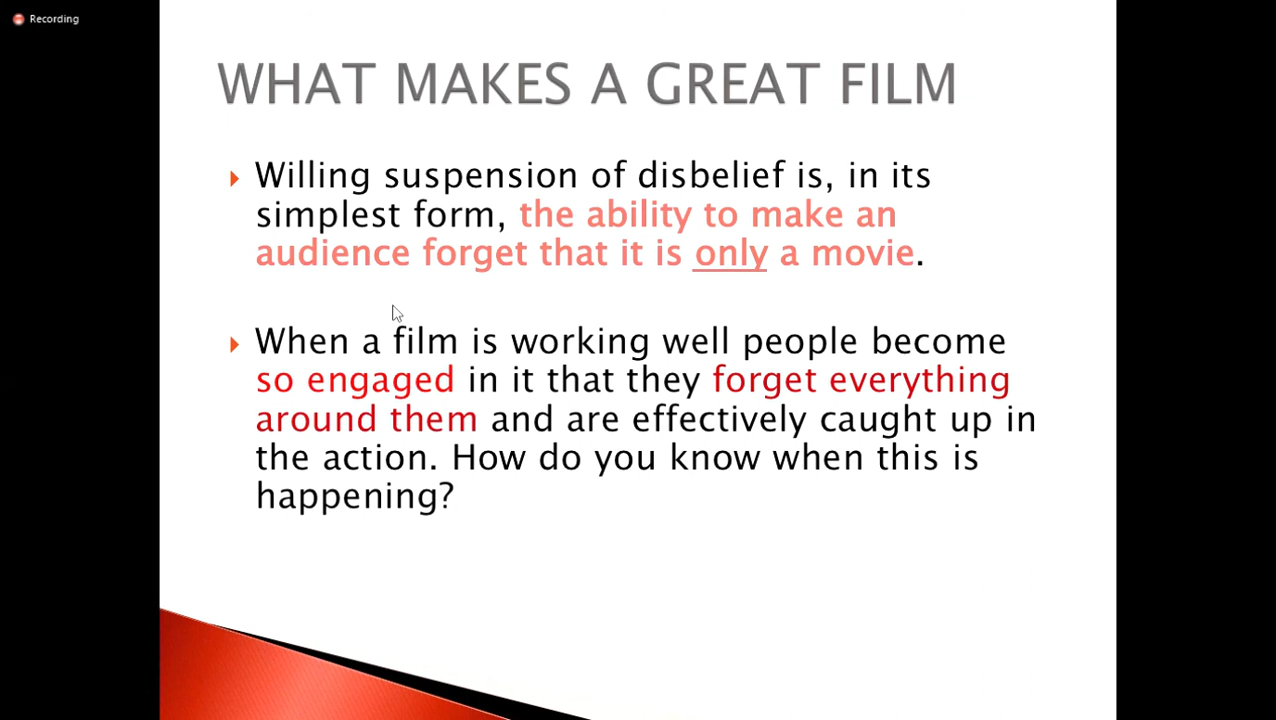 Recording
WHAT MAKES A GREAT FILM
Willing suspension of disbelief is, in its
simplest form, the ability to make an
audience forget that it is only a movie.
When a film is working well people become
so engaged in it that they forget everything
around them and are effectively caught up in
the action. How do you know when this is
happening?